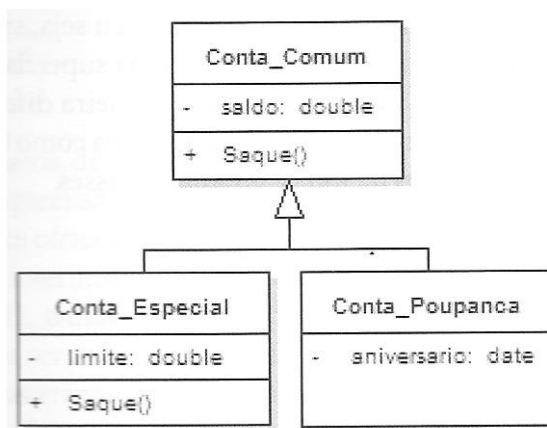 Conta_Comum
- saldo: double
+ Saque()
Conta_Especial
- limite: double
+ Saque()
Conta_Poupanca
- aniversario: date